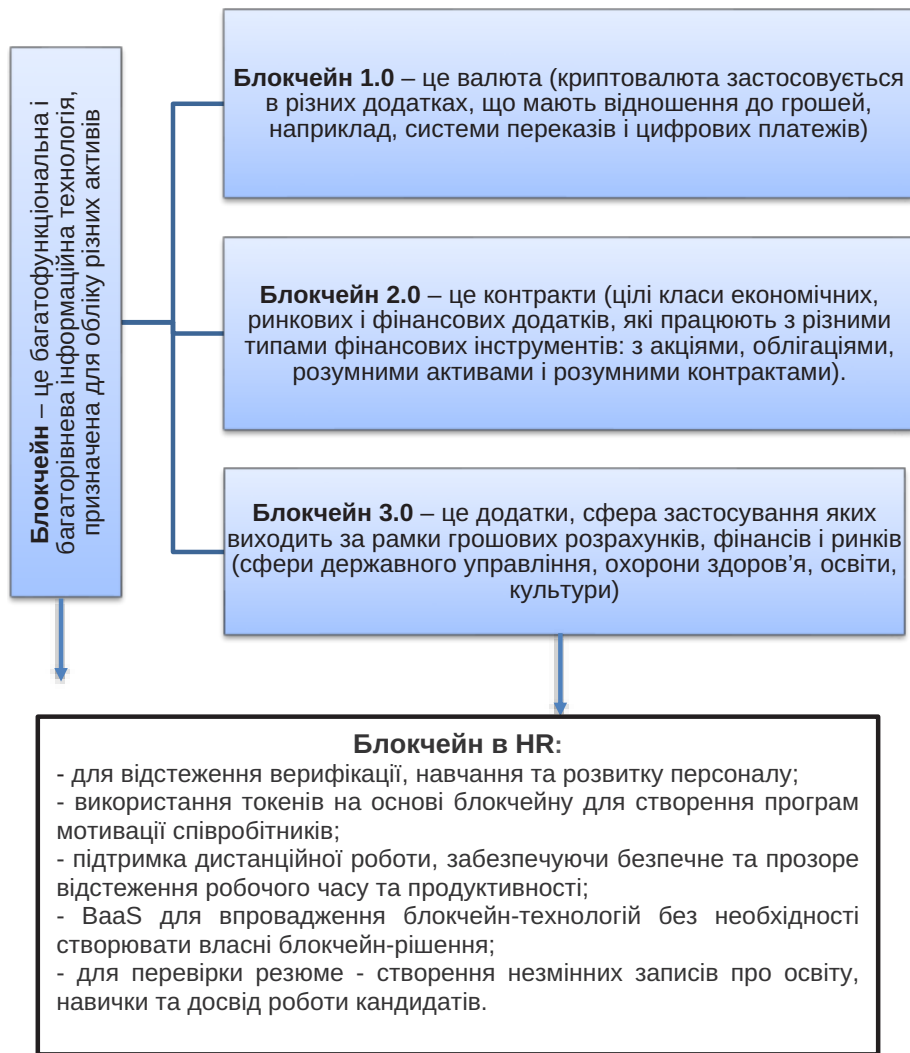 Блокчейн – це багатофункціональна і
багаторівнева інформаційна технологія,
призначена для обліку різних активів
Блокчейн 1.0 – це валюта (криптовалюта застосовується
в різних додатках, що мають відношення до грошей,
наприклад, системи переказів і цифрових платежів)
Блокчейн 2.0 – це контракти (цілі класи економічних,
ринкових і фінансових додатків, які працюють з різними
типами фінансових інструментів: з акціями, облігаціями,
розумними активами і розумними контрактами).
Блокчейн 3.0 – це додатки, сфера застосування яких
виходить за рамки грошових розрахунків, фінансів і ринків
(сфери державного управління, охорони здоров’я, освіти,
культури)
Блокчейн в HR:
- для відстеження верифікації, навчання та розвитку персоналу;
- використання токенів на основі блокчейну для створення програм
мотивації співробітників;
- підтримка дистанційної роботи, забезпечуючи безпечне та прозоре
відстеження робочого часу та продуктивності;
- BaaS для впровадження блокчейн-технологій без необхідності
створювати власні блокчейн-рішення;
- для перевірки резюме - створення незмінних записів про освіту,
навички та досвід роботи кандидатів.